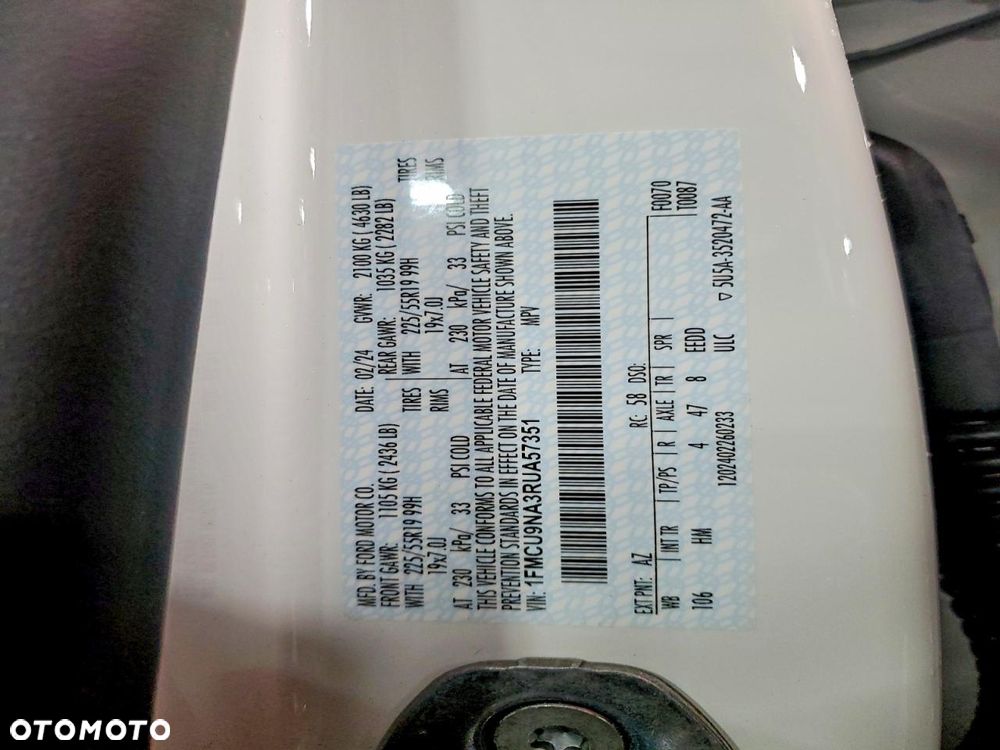 MFD. BY FORD MOTOR CO. DATE: 02/24 GVWR: 2100 KG ( 4630 LB)
FRONT GAWR: 1105 KG ( 2436 LB) REAR GAWR: 1035 KG ( 2282 LB)
WITH 225/55R19 99H TIRES WITH 225/55R19 99H TIRES
19x7.0J RIMS 19x7.0J RIMS
AT 230 kPa/ 33 PSI COLD AT 230 kPa/ 33 PSI COLD
THIS VEHICLE CONFORMS TO ALL APPLICABLE FEDERAL MOTOR VEHICLE SAFETY AND THEFT
PREVENTION STANDARDS IN EFFECT ON THE DATE OF MANUFACTURE SHOWN ABOVE.
VIN: 1FMCU9NA3RUA57351 TYPE: MPV
EXT PNT: AZ RC: 58 DSO: F0070
WB INT TR TP/PS R AXLE TR SPR T0087
106 HM 4 47 8 EEDD
1202402260233 ULC 5U5A-3520472-AA
OTOMOTO